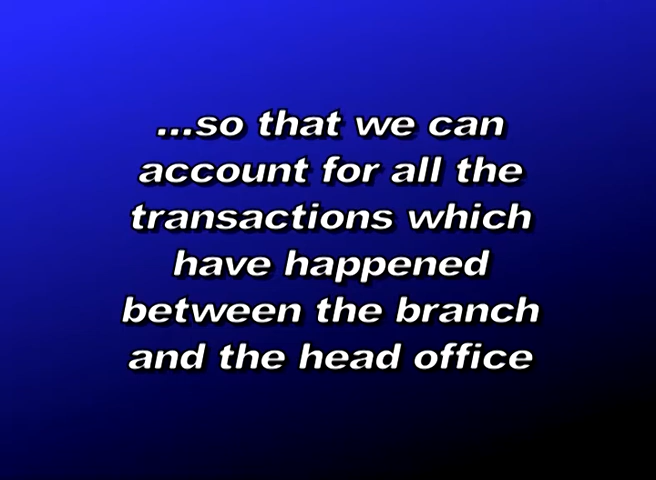 ...so that we can
account for all the
transactions which
have happened
between the branch
and the head office